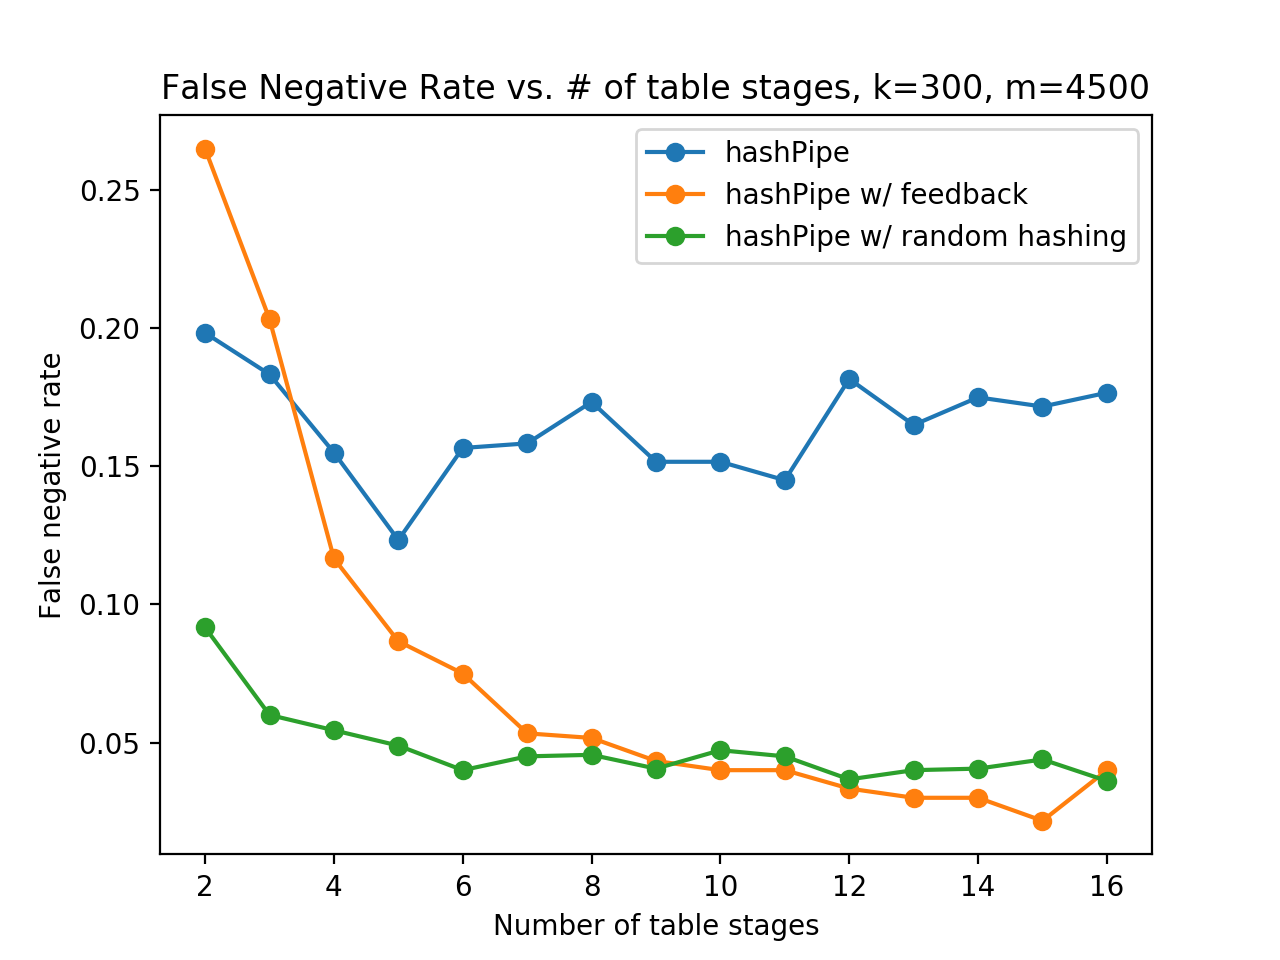 False Negative Rate vs. # of table stages, k=300, m=4500
hashPipe
hashPipe w/ feedback
hashPipe w/ random hashing
False negative rate
0.25
0.20
0.15
0.10
0.05
2 4 6 8 10 12 14 16
Number of table stages